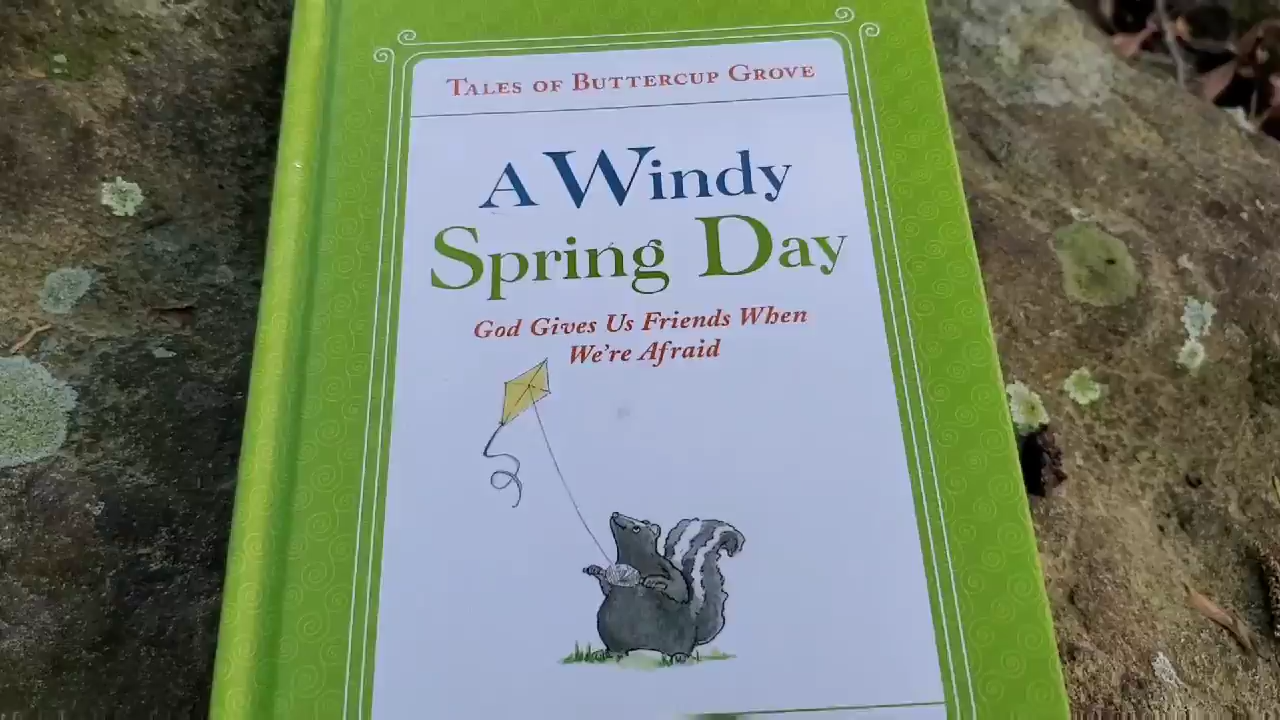 Tales of Buttercup Grove
A Windy
Spring Day
God Gives Us Friends When
We're Afraid